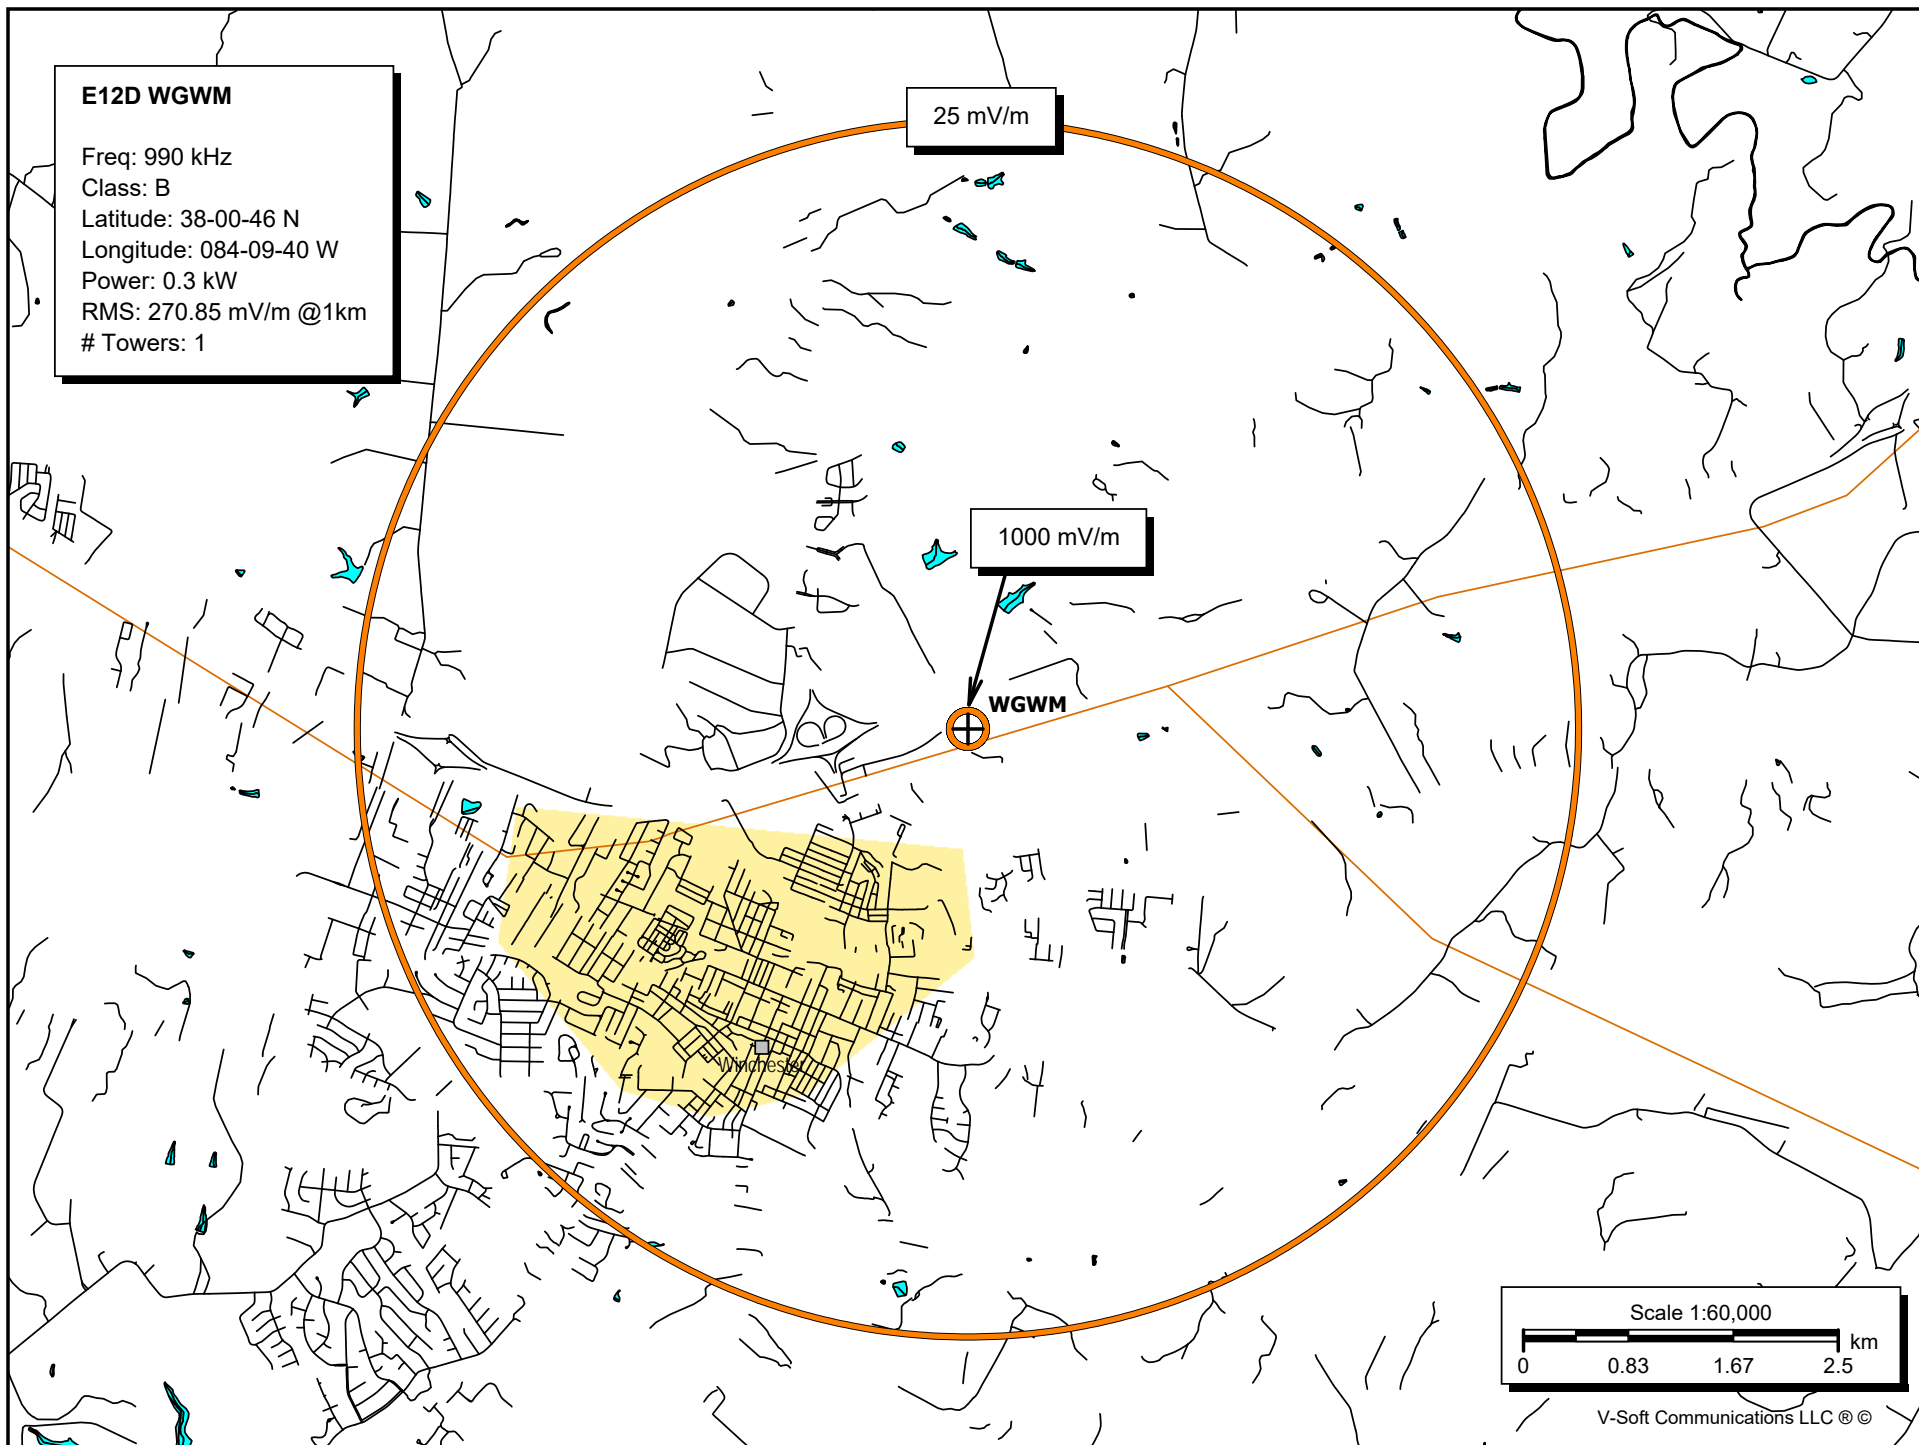 E12D WGWM
Freq: 990 kHz
Class: B
Latitude: 38-00-46 N
Longitude: 084-09-40 W
Power: 0.3 kW
RMS: 270.85 mV/m @1km
# Towers: 1
25 mV/m
1000 mV/m
WGWM
Winchester
Scale 1:60,000
km
0 0.83 1.67 2.5
V-Soft Communications LLC ® ©